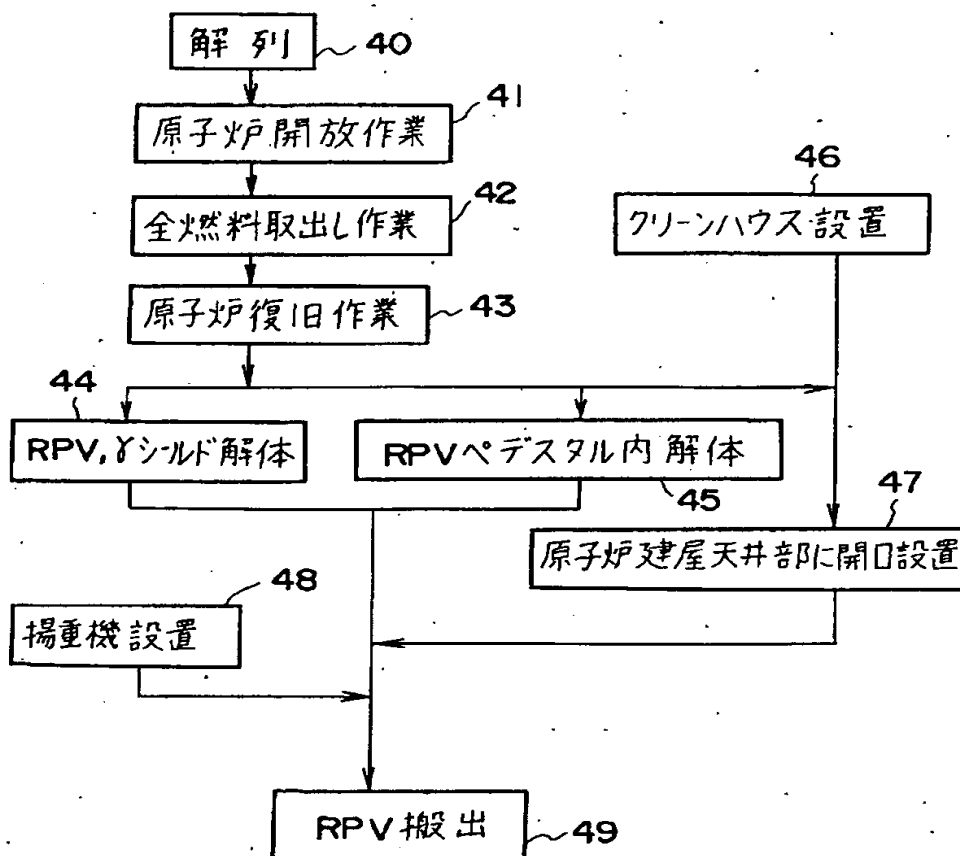 解列
40
原子炉開放作業
41
全燃料取出し作業
42
クリーンハウス設置
46
原子炉復旧作業
43
RPV,γシールド解体
44
RPVペデスタル内解体
45
原子炉建屋天井部に開口設置
47
揚重機設置
48
RPV搬出
49